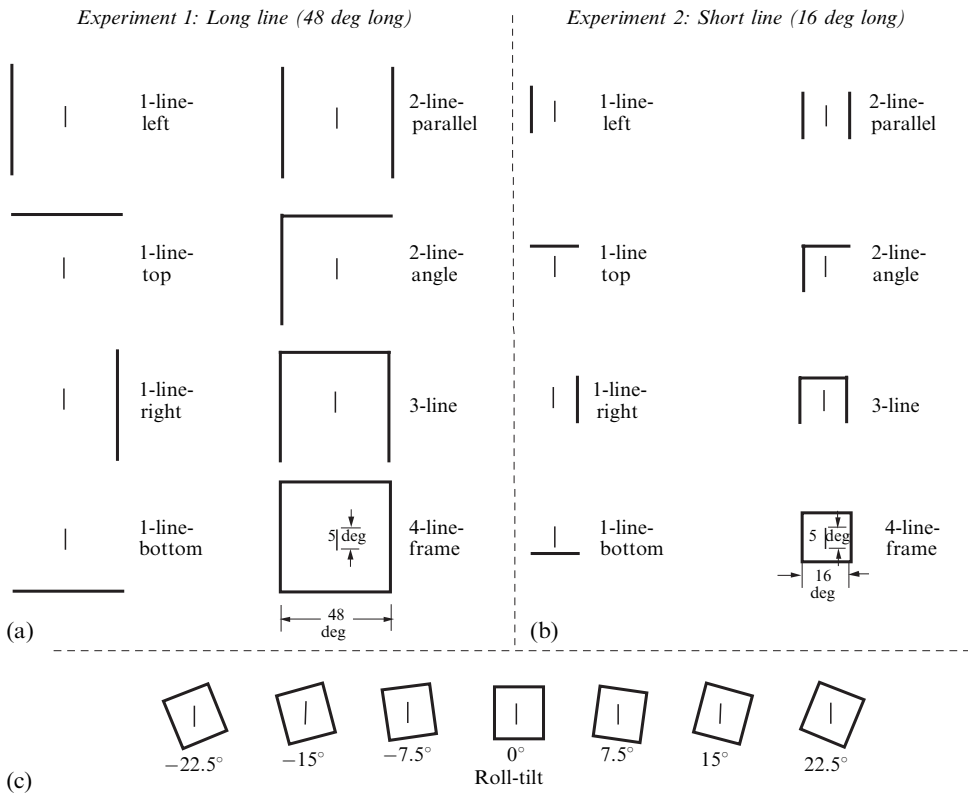 Experiment 1: Long line (48 deg long)
1-line-
left
2-line-
parallel
1-line-
top
2-line-
angle
1-line-
right
3-line
1-line-
bottom
5 deg
4-line-
frame
48
deg
(a)
Experiment 2: Short line (16 deg long)
1-line-
left
2-line-
parallel
1-line
top
2-line-
angle
1-line-
right
3-line
1-line-
bottom
5 deg
4-line-
frame
16
deg
(b)
−22.5° −15° −7.5° 0° 7.5° 15° 22.5°
Roll-tilt
(c)